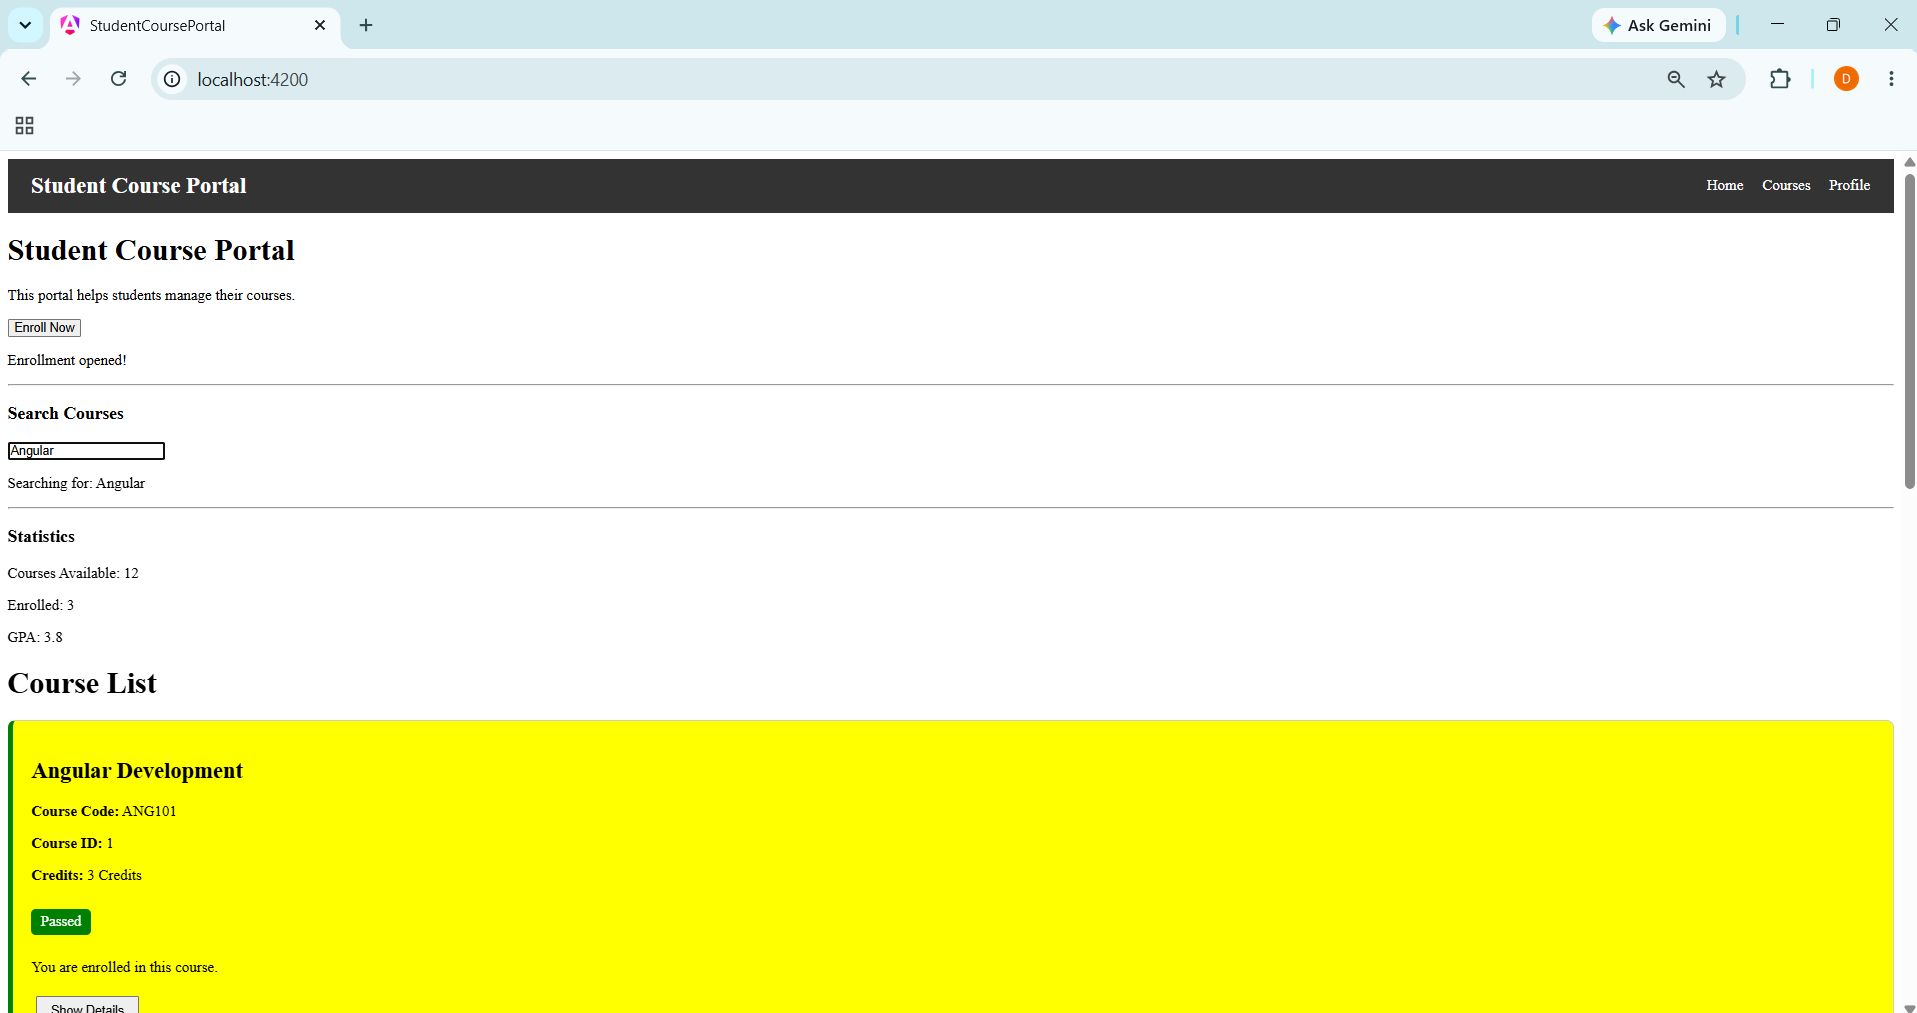 StudentCoursePortal
Ask Gemini
localhost:4200
D
Student Course Portal
Home Courses Profile
Student Course Portal
This portal helps students manage their courses.
Enroll Now
Enrollment opened!
Search Courses
Angular
Searching for: Angular
Statistics
Courses Available: 12
Enrolled: 3
GPA: 3.8
Course List
Angular Development
Course Code: ANG101
Course ID: 1
Credits: 3 Credits
Passed
You are enrolled in this course.
Show Details